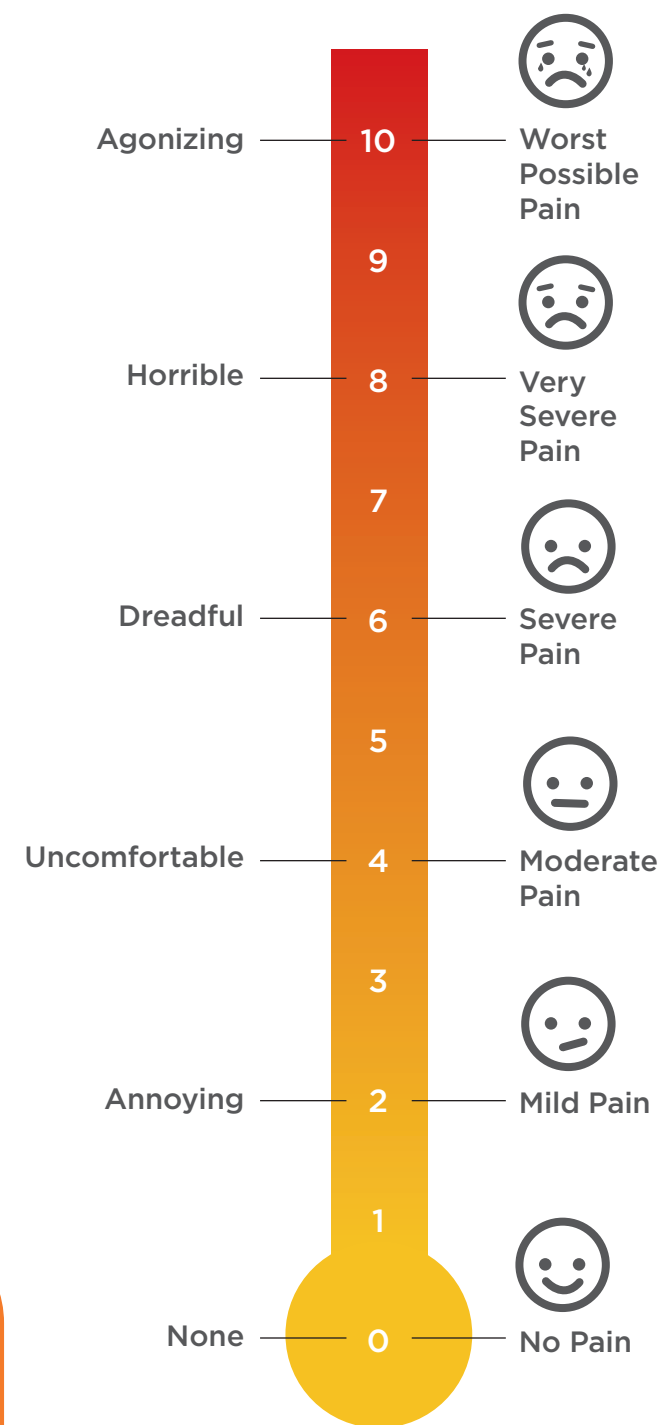 Agonizing 10 Worst
Possible
Pain
9
Horrible 8 Very
Severe
Pain
7
Dreadful 6 Severe
Pain
5
Uncomfortable 4 Moderate
Pain
3
Annoying 2 Mild Pain
1
None 0 No Pain